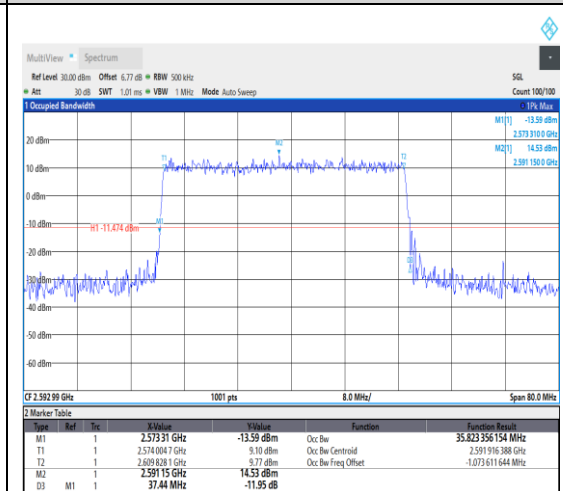 MultiView Spectrum
Ref Level 30.00 dBm Offset 6.77 dB RBW 500 kHz SGL
Att 30 dB SWT 1.01 ms VBW 1 MHz Mode Auto Sweep Count 100/100
1 Occupied Bandwidth 1Pk Max
M1[1] -13.59 dBm
2.573 310 0 GHz
M2[1] 14.53 dBm
2.591 150 0 GHz
20 dBm
M2
T1
T2
10 dBm
0 dBm
M1
-10 dBm
H1 -11.474 dBm
-20 dBm
-30 dBm
-40 dBm
-50 dBm
-60 dBm
CF 2.592 99 GHz 1001 pts 8.0 MHz/ Span 80.0 MHz
2 Marker Table
Type Ref Trc X-Value Y-Value Function Function Result
M1 1 2.573 31 GHz -13.59 dBm Occ Bw 35.823 356 154 MHz
T1 1 2.574 004 7 GHz 9.10 dBm Occ Bw Centroid 2.591 916 388 GHz
T2 1 2.609 828 1 GHz 9.77 dBm Occ Bw Freq Offset -1.073 611 644 MHz
M2 1 2.591 15 GHz 14.53 dBm
D3 M1 1 37.44 MHz -11.95 dB